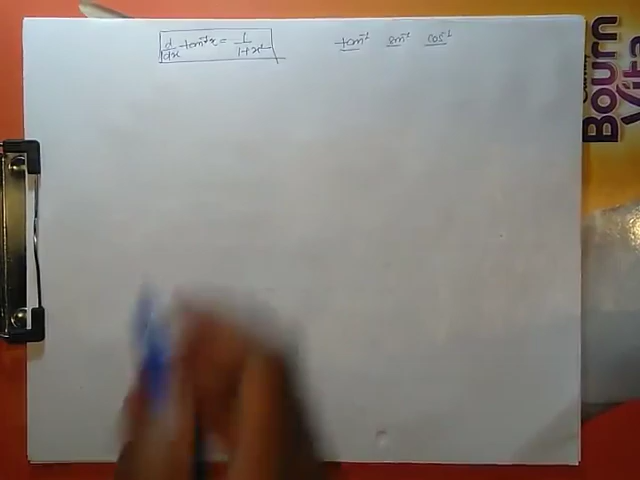 d/dx tan⁻¹x = 1/1+x² tan⁻¹ sin⁻¹ cos⁻¹
Bourn
Vita